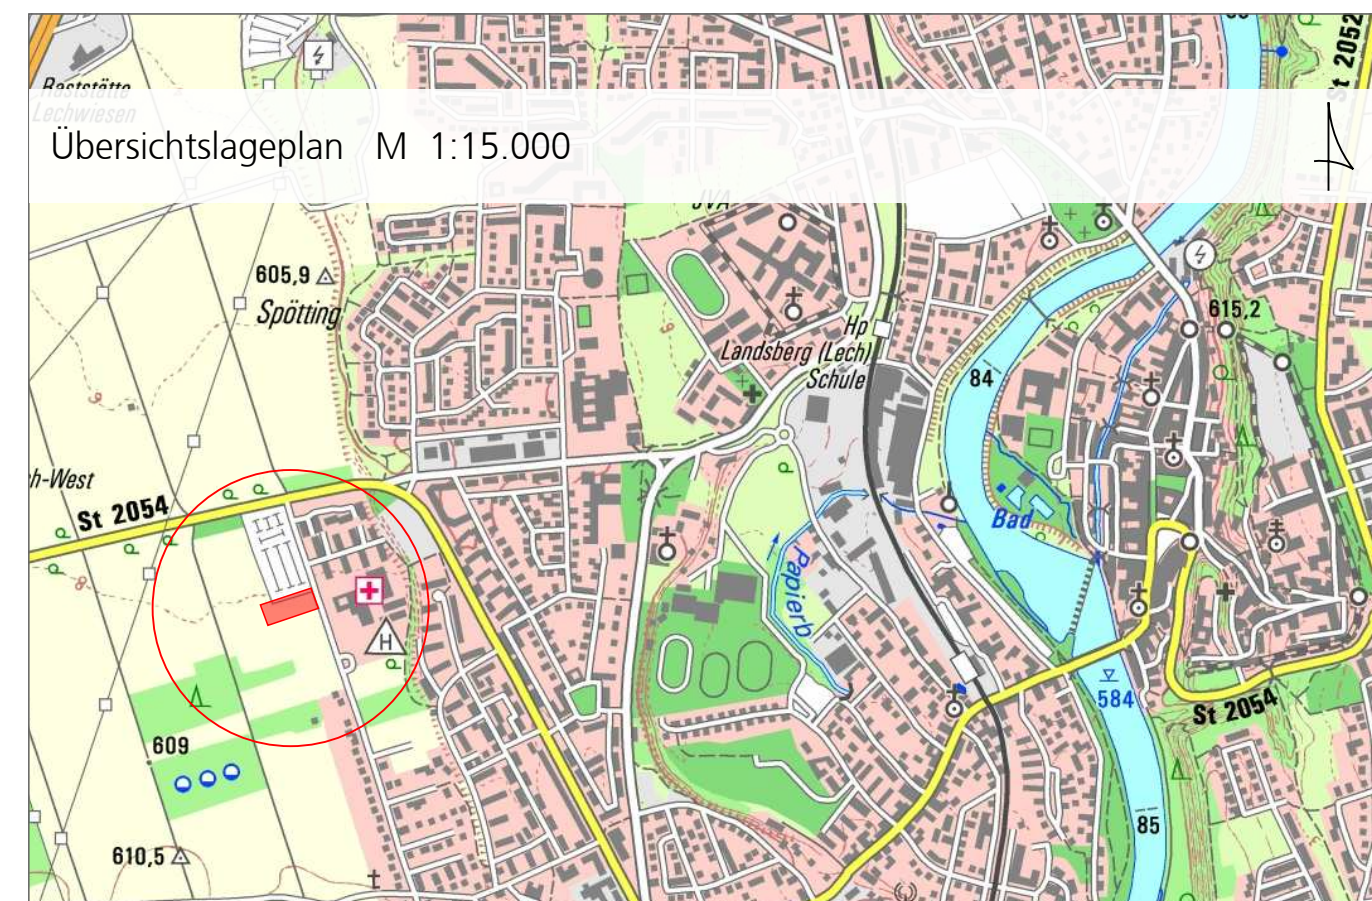 St 2052
Raststätte
Lechwiesen
Übersichtslageplan M 1:15.000
JVA
605,9
Spötting
615,2
Hp
Landsberg (Lech)
Schule
84
h-West
St 2054
Bad
Papierb
H
584
St 2054
609
85
610,5